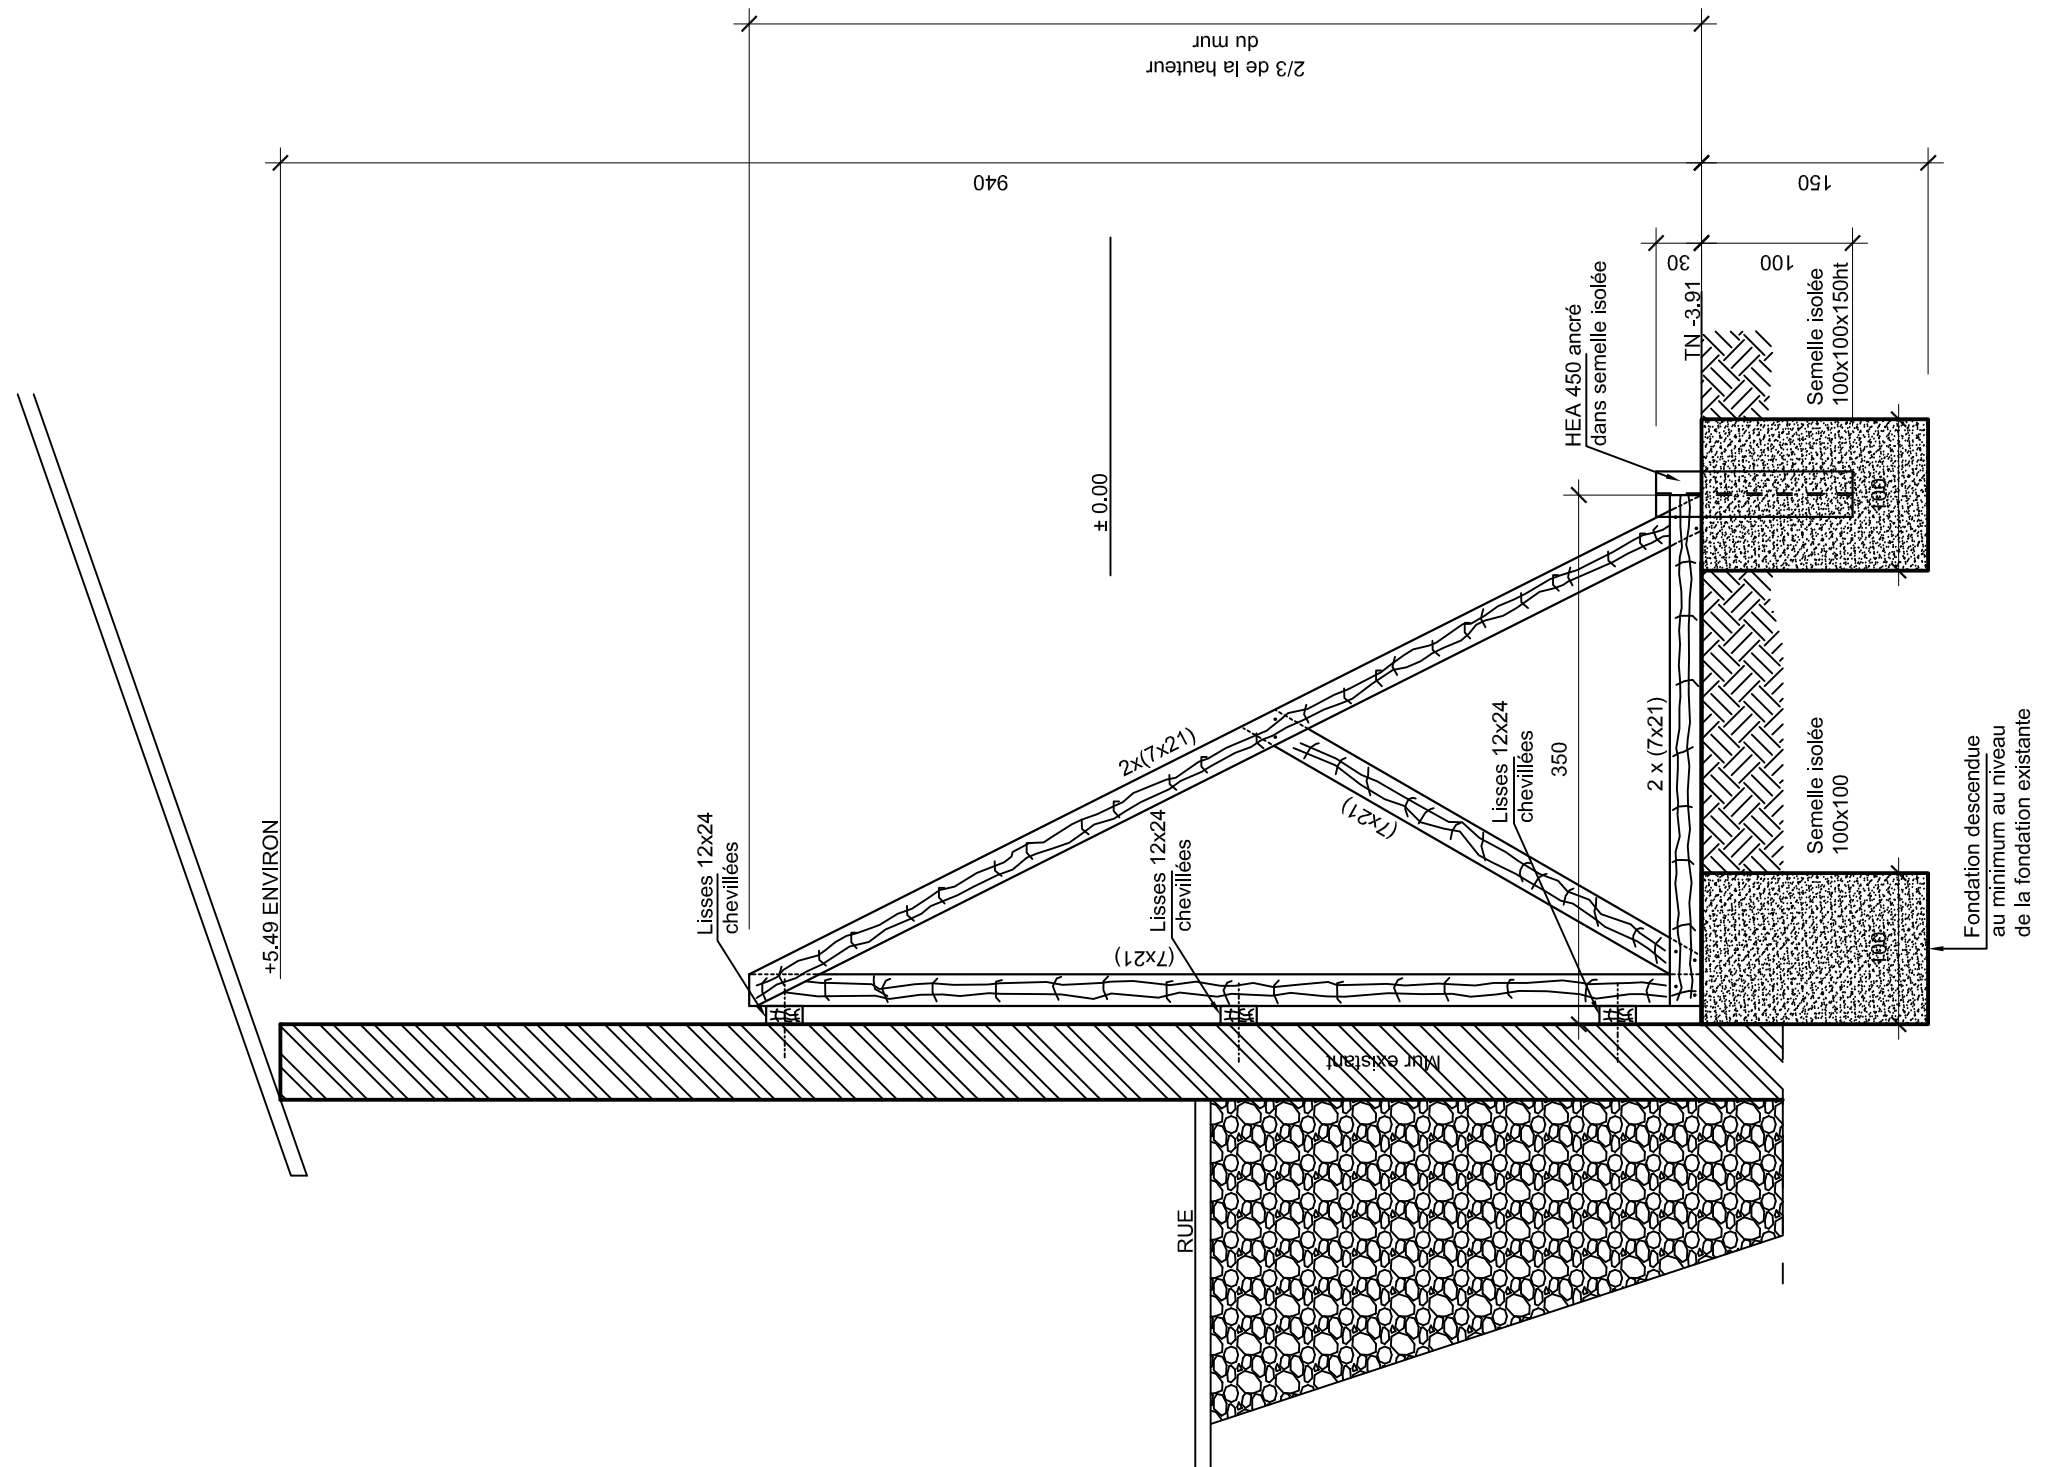 2/3 de la hauteur
du mur
940
150
30
100
± 0.00
HEA 450 ancré
dans semelle isolée
TN -3.91
Semelle isolée
100x100x150ht
100
+5.49 ENVIRON
Lisses 12x24
chevillées
2x(7x21)
Lisses 12x24
chevillées
(7x21)
(7x21)
Lisses 12x24
chevillées
350
2 x (7x21)
Semelle isolée
100x100
100
Fondation descendue
au minimum au niveau
de la fondation existante
Mur existant
RUE